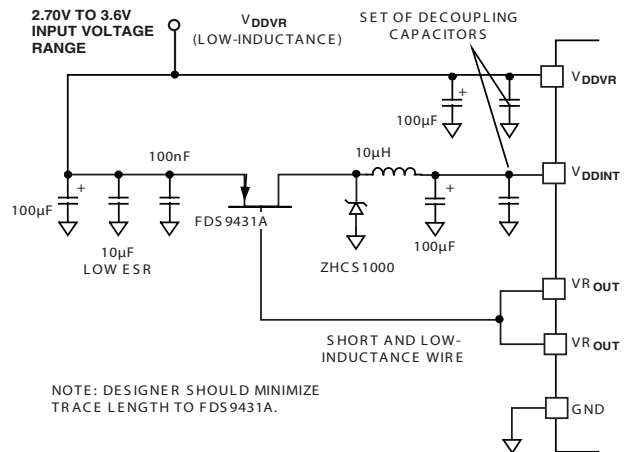 2.70V TO 3.6V
INPUT VOLTAGE
RANGE
VDDVR
(LOW-INDUCTANCE)
SET OF DECOUPLING
CAPACITORS
VDDVR
+
100µF
100nF
10µH
VDDINT
+
100µF
FDS9431A
+
100µF
10µF
LOW ESR
ZHCS1000
VROUT
SHORT AND LOW-
INDUCTANCE WIRE
VROUT
NOTE: DESIGNER SHOULD MINIMIZE
TRACE LENGTH TO FDS9431A.
GND